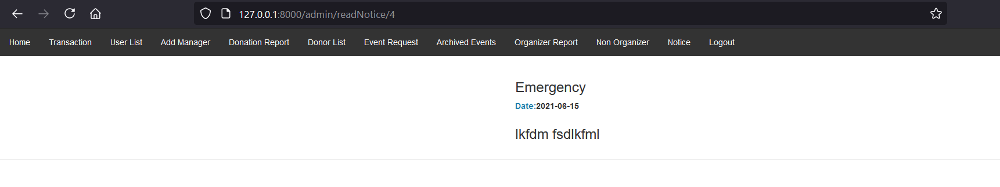 127.0.0.1:8000/admin/readNotice/4
Home Transaction User List Add Manager Donation Report Donor List Event Request Archived Events Organizer Report Non Organizer Notice Logout
Emergency
Date:2021-06-15
lkfdm fsdlkfml